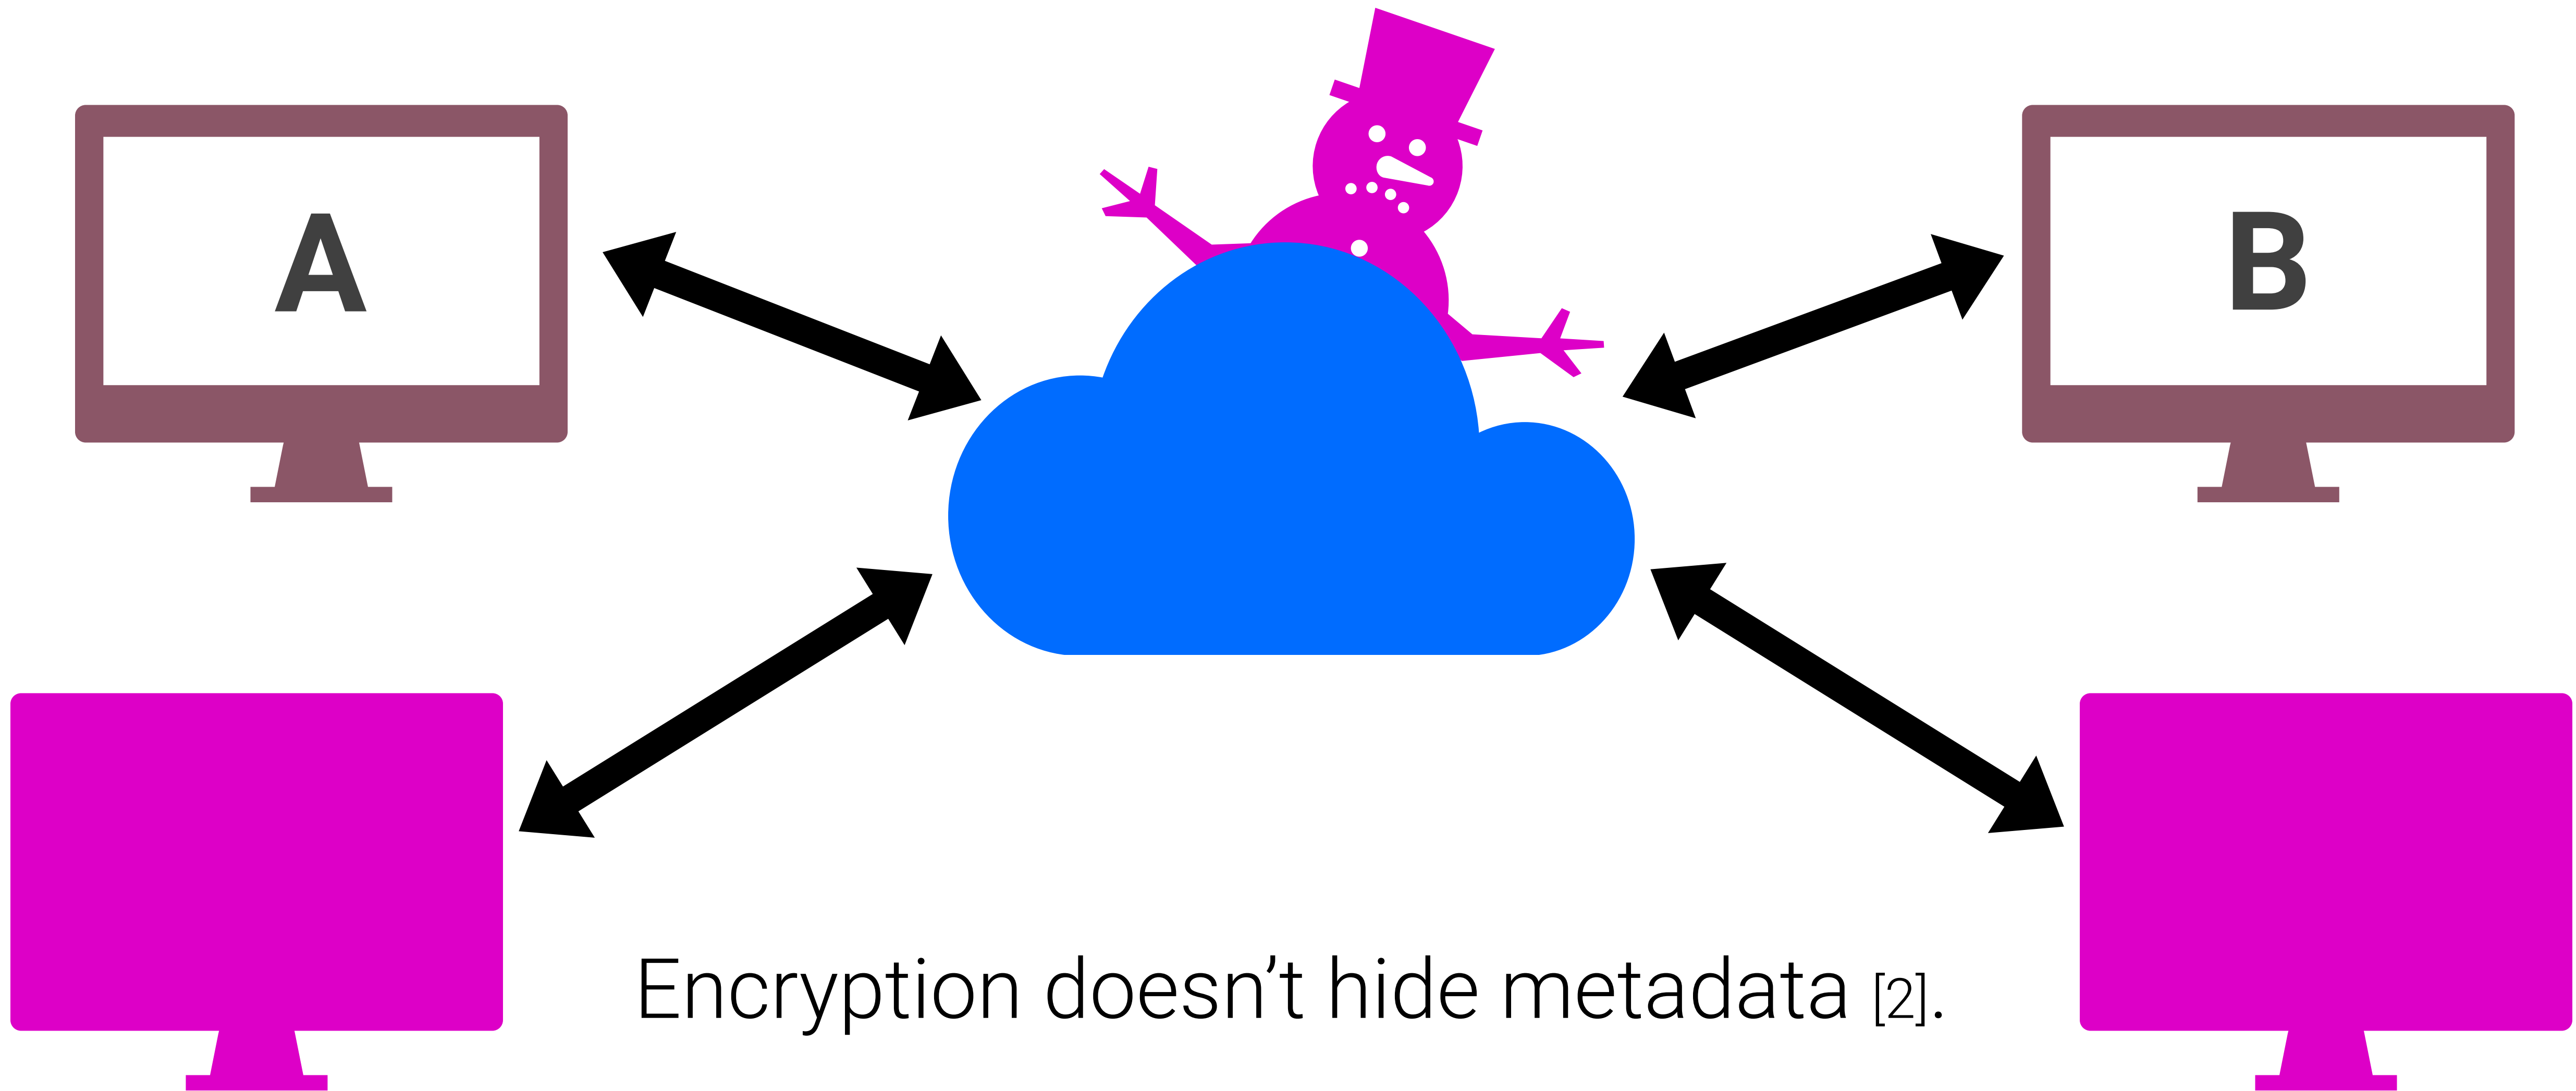 A
B
Encryption doesn’t hide metadata [2].